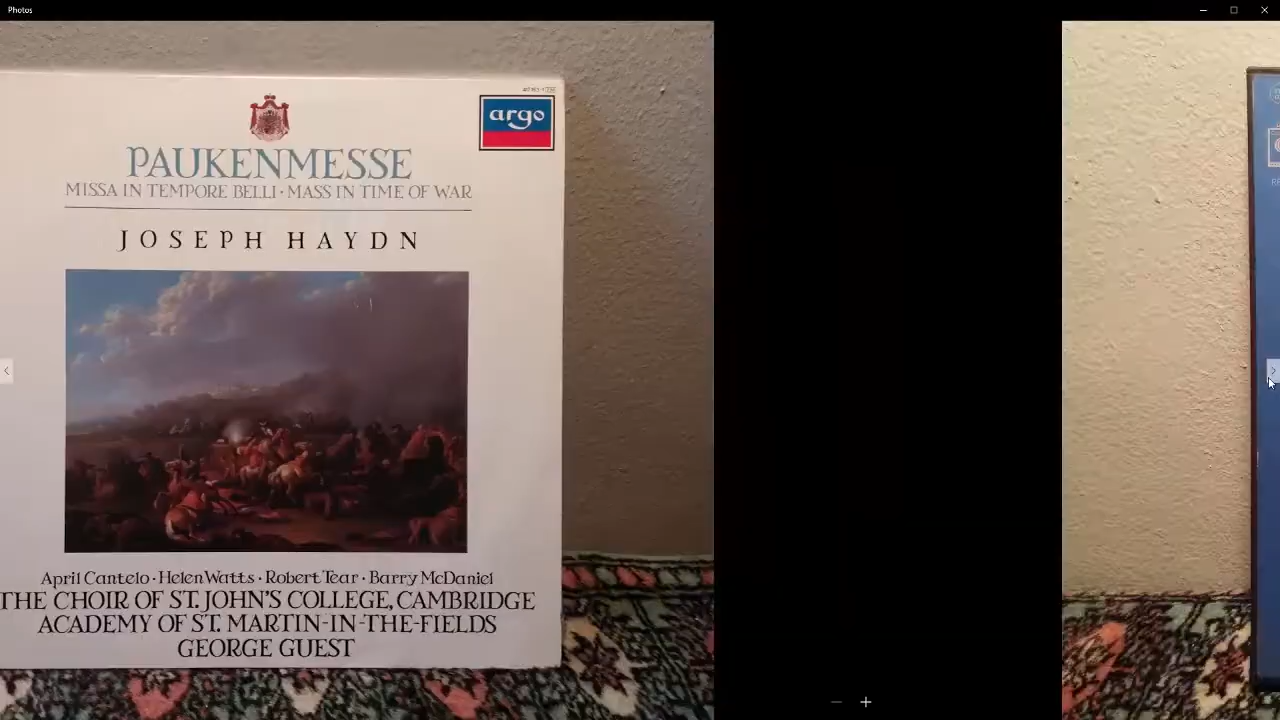 Photos
argo
PAUKENMESSE
MISSA IN TEMPORE BELLI · MASS IN TIME OF WAR
JOSEPH HAYDN
April Cantelo · Helen Watts · Robert Tear · Barry McDaniel
THE CHOIR OF ST. JOHN'S COLLEGE, CAMBRIDGE
ACADEMY OF ST. MARTIN-IN-THE-FIELDS
GEORGE GUEST